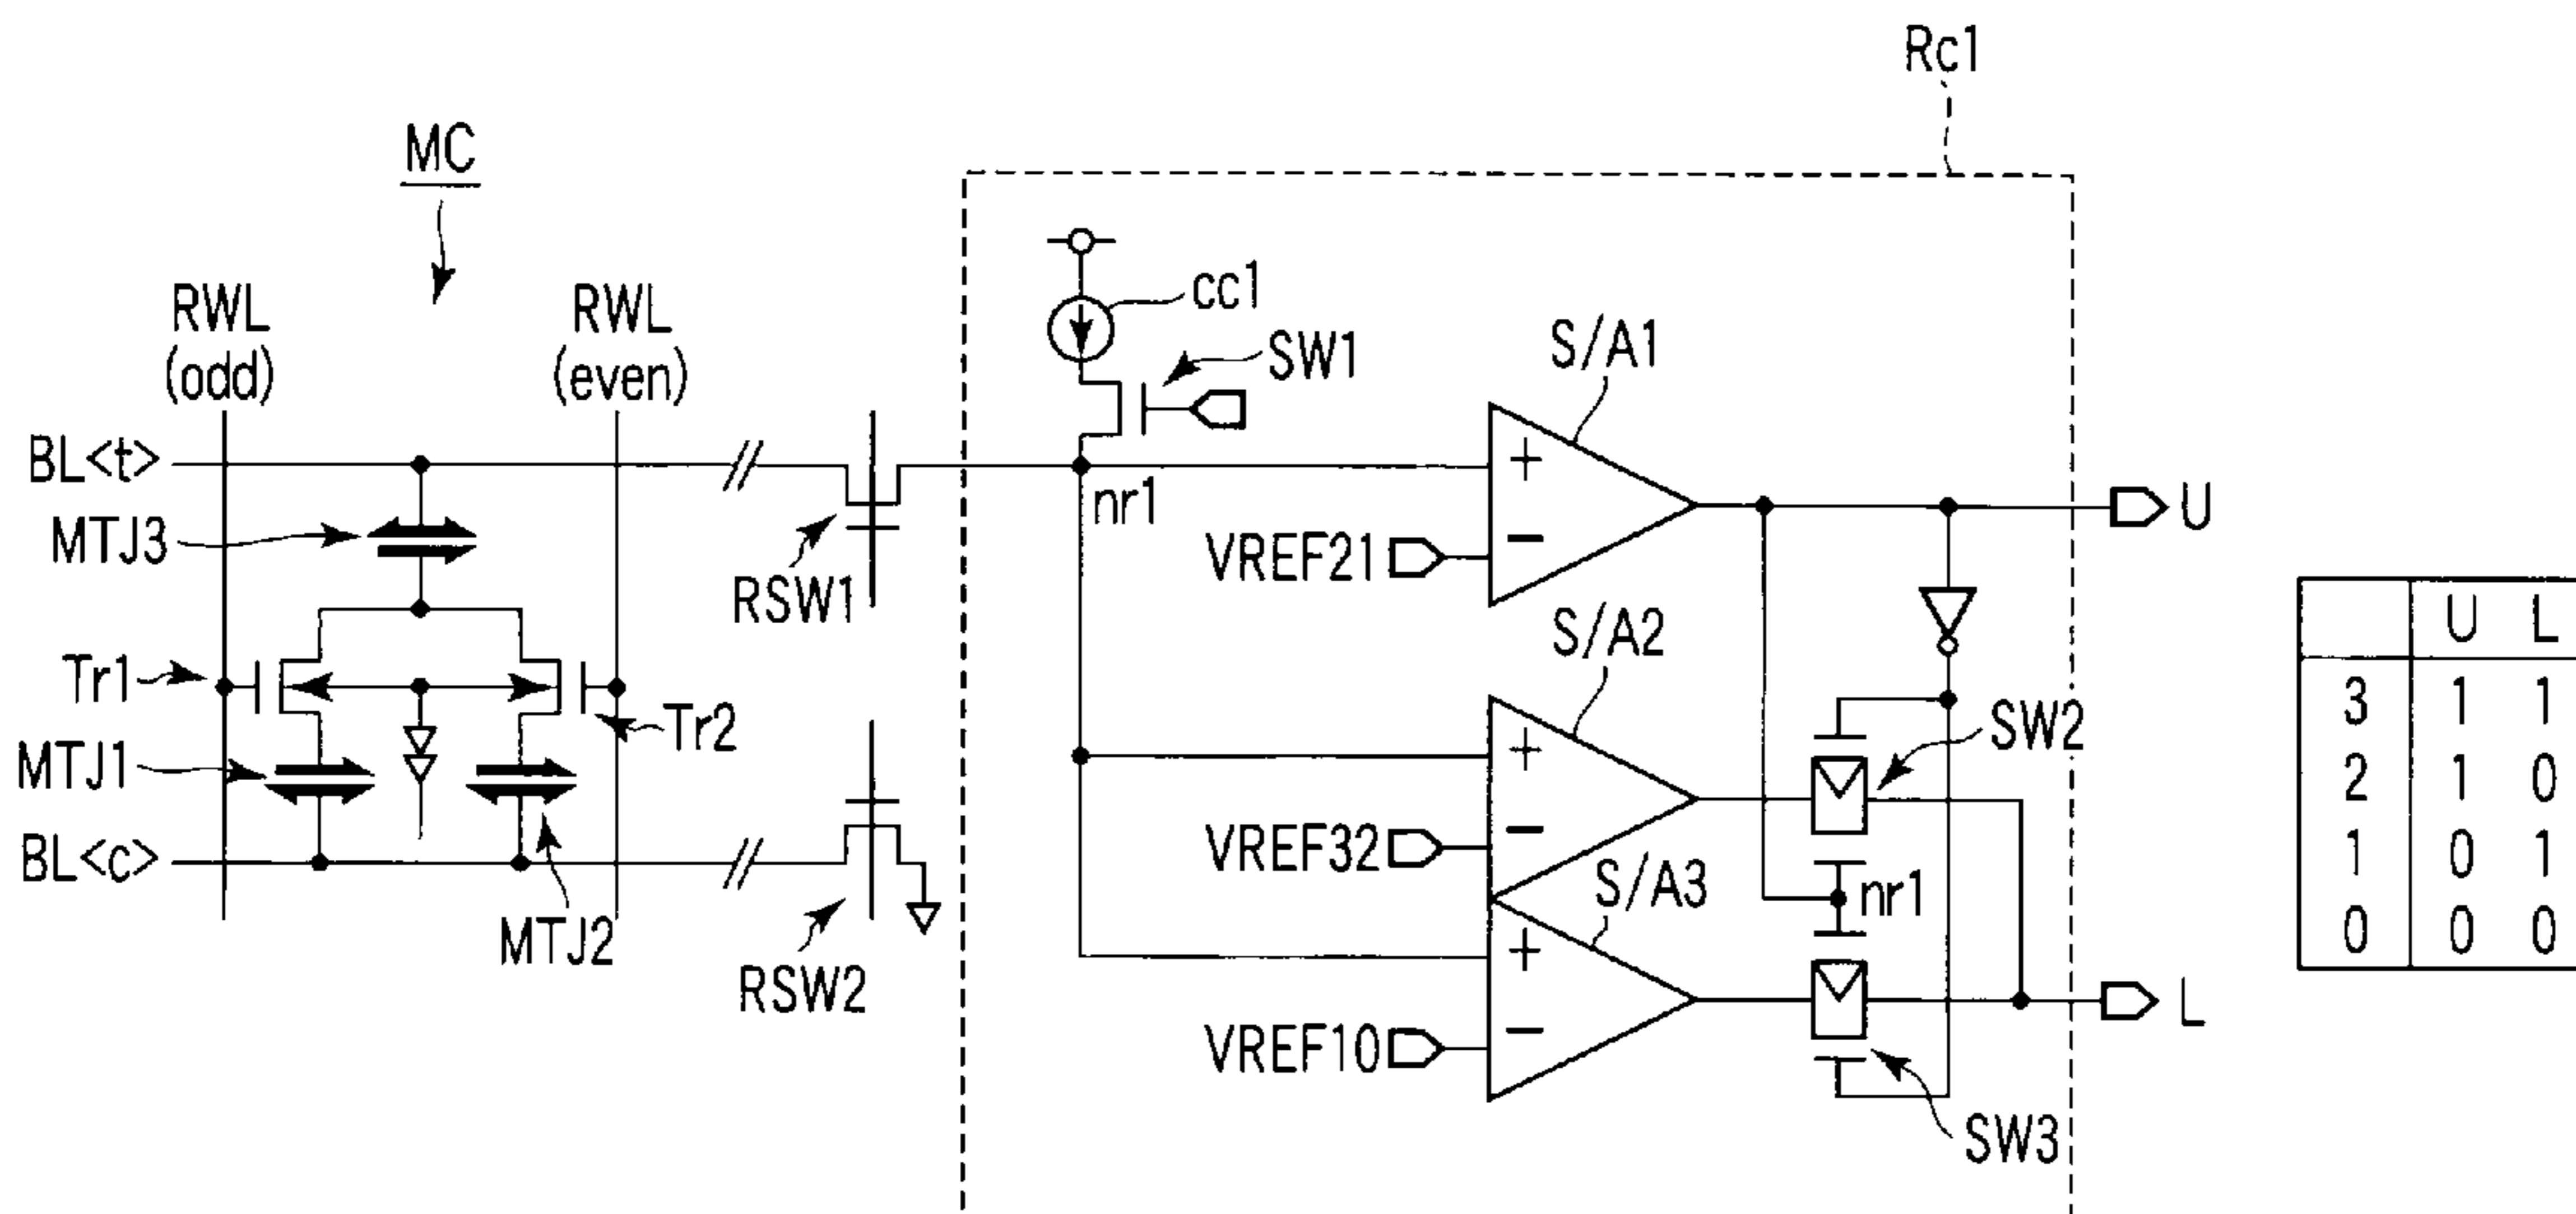 Rc1
MC
RWL
(odd)
RWL
(even)
cc1
SW1
S/A1
BL<t>
+
nr1
MTJ3
VREF21
−
RSW1
U
S/A2
Tr1
Tr2
+
SW2
MTJ1
VREF32
−
S/A3
BL<c>
nr1
MTJ2
+
RSW2
L
VREF10
−
SW3
U L
3 1 1
2 1 0
1 0 1
0 0 0